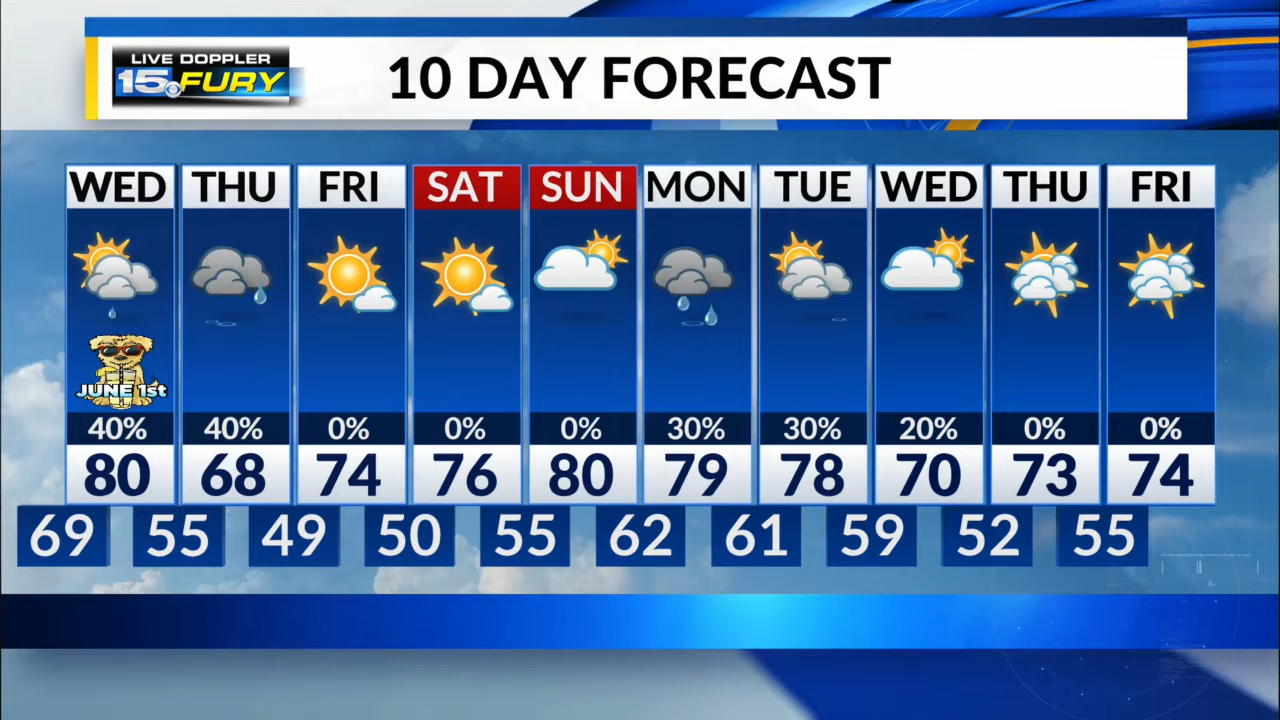 LIVE DOPPLER
15 FURY
10 DAY FORECAST
WED THU FRI SAT SUN MON TUE WED THU FRI
JUNE 1st
40% 40% 0% 0% 0% 30% 30% 20% 0% 0%
80 68 74 76 80 79 78 70 73 74
69 55 49 50 55 62 61 59 52 55